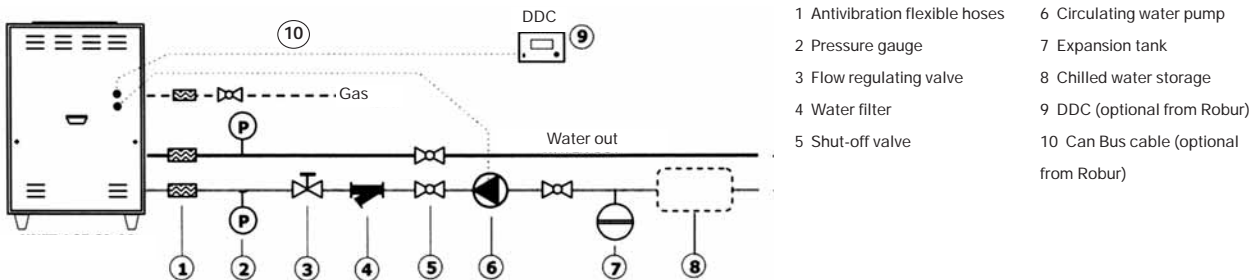 DDC
10
9
Gas
P
Water out
P
1
2
3
4
5
6
7
8
1 Antivibration flexible hoses
2 Pressure gauge
3 Flow regulating valve
4 Water filter
5 Shut-off valve
6 Circulating water pump
7 Expansion tank
8 Chilled water storage
9 DDC (optional from Robur)
10 Can Bus cable (optional
from Robur)